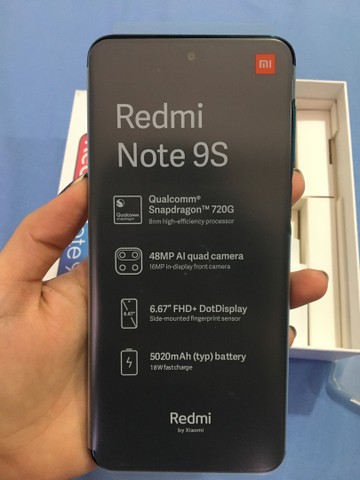 mi
Redmi
Note 9S
Qualcomm
snapdragon
Qualcomm®
Snapdragon™ 720G
8nm high-efficiency processor
48MP AI quad camera
16MP in-display front camera
6.67"
6.67" FHD+ DotDisplay
Side-mounted fingerprint sensor
5020mAh (typ) battery
18W fast charge
Redmi
by Xiaomi